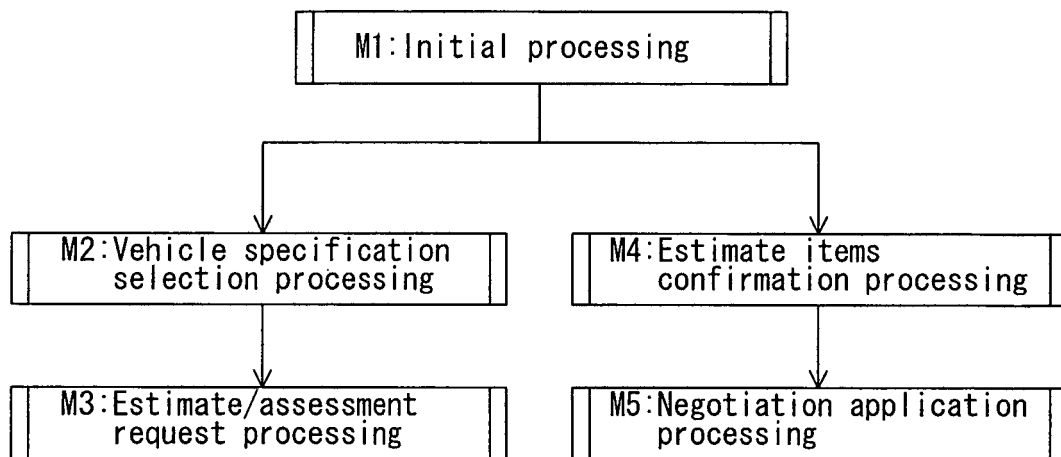 M1:Initial processing
M2:Vehicle specification
selection processing
M4:Estimate items
confirmation processing
M3:Estimate/assessment
request processing
M5:Negotiation application
processing